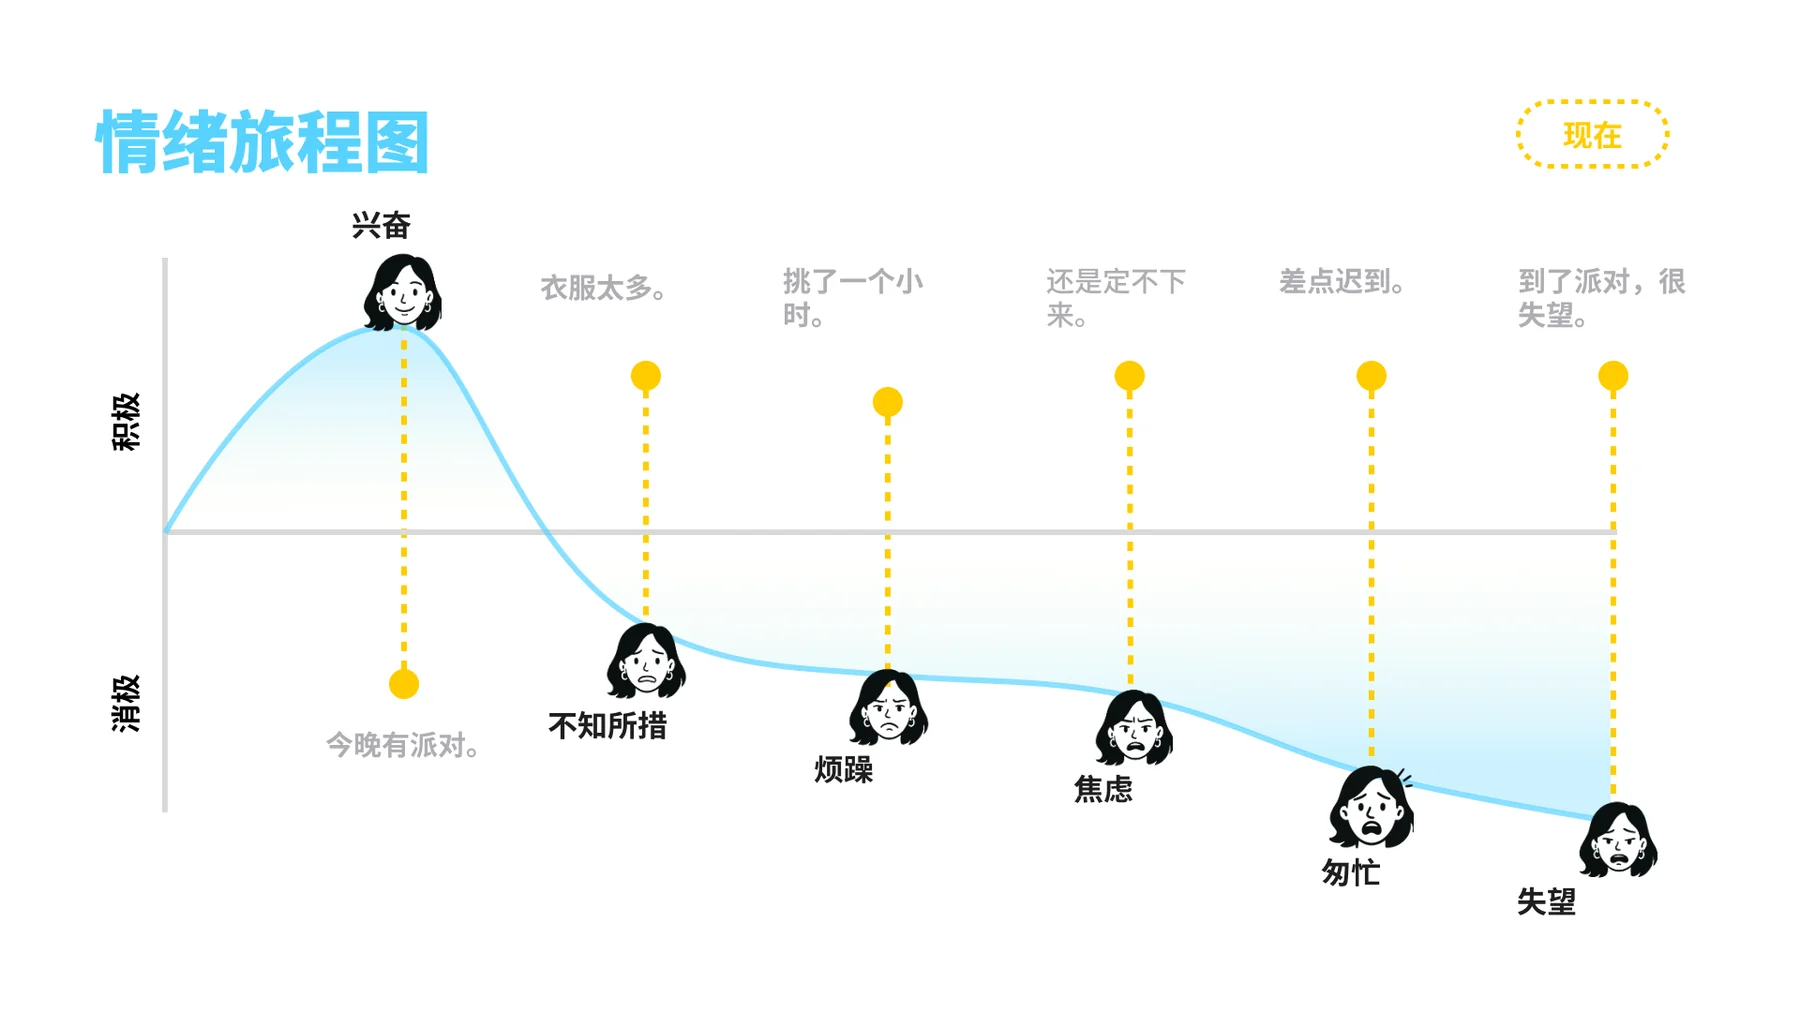 情绪旅程图
现在
兴奋
衣服太多。
挑了一个小
时。
还是定不下
来。
差点迟到。
到了派对，很
失望。
积极
消极
今晚有派对。
不知所措
烦躁
焦虑
匆忙
失望